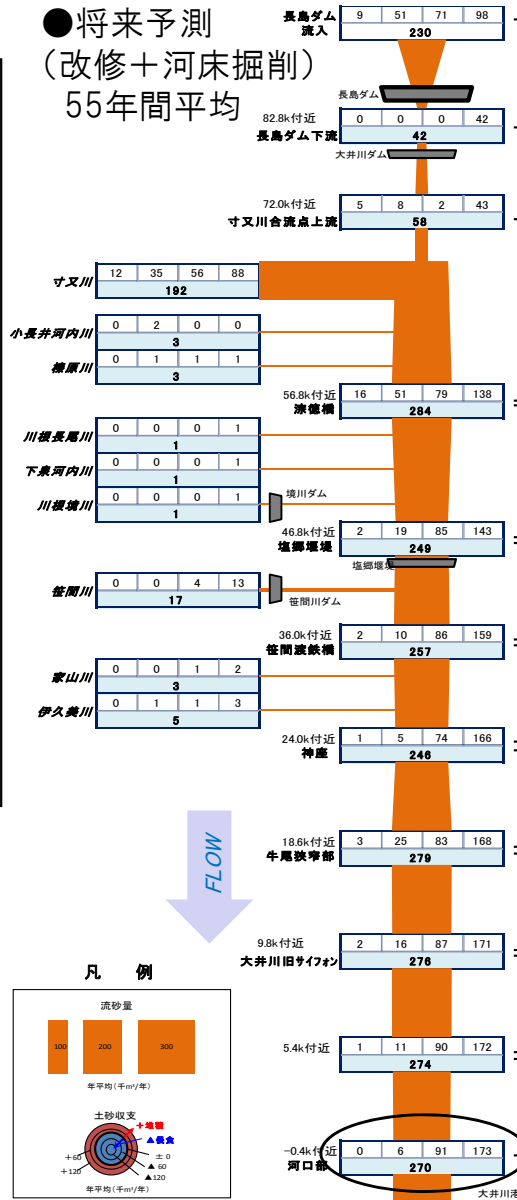 ●将来予測
(改修+河床掘削)
55年間平均
長島ダム
流入
9 51 71 98
230
長島ダム
82.8k付近
長島ダム下流
0 0 0 42
42
大井川ダム
72.0k付近
寸又川合流点上流
5 8 2 43
58
寸又川
12 35 56 88
192
小長井河内川
0 2 0 0
3
榛原川
0 1 1 1
3
56.8k付近
淙徳橋
16 51 79 138
284
川根長尾川
0 0 0 1
1
下泉河内川
0 0 0 1
1
川根境川
0 0 0 1
1
境川ダム
46.8k付近
塩郷堰堤
2 19 85 143
249
塩郷堰堤
笹間川
0 0 4 13
17
笹間川ダム
36.0k付近
笹間渡鉄橋
2 10 86 159
257
家山川
0 0 1 2
3
伊久美川
0 1 1 3
5
24.0k付近
神座
1 5 74 166
246
FLOW
18.6k付近
牛尾狭窄部
3 25 83 168
279
9.8k付近
大井川旧サイフォン
2 16 87 171
276
5.4k付近
1 11 90 172
274
-0.4k付近
河口部
0 6 91 173
270
大井川港
凡 例
流砂量
100 200 300
年平均(千m³/年)
土砂収支
+堆積
▲侵食
+60
+120
± 0
▲ 60
▲120
年平均(千m³/年)